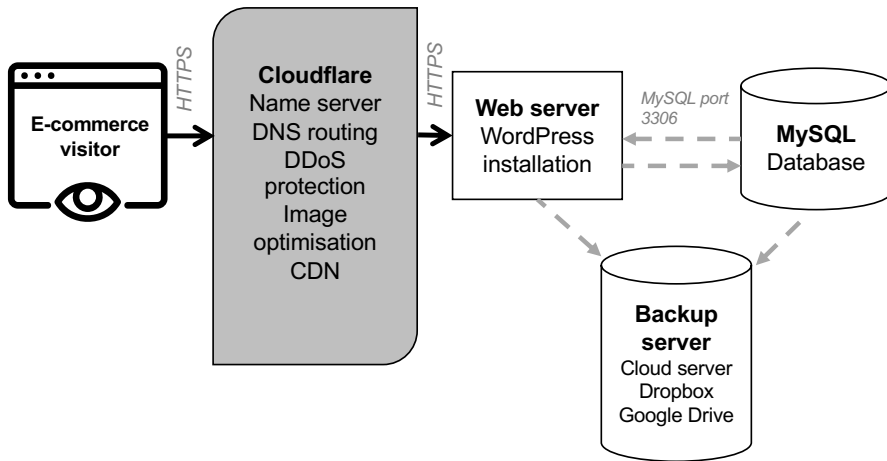 E-commerce
visitor
HTTPS
Cloudflare
Name server
DNS routing
DDoS
protection
Image
optimisation
CDN
HTTPS
Web server
WordPress
installation
MySQL port
3306
MySQL
Database
Backup
server
Cloud server
Dropbox
Google Drive